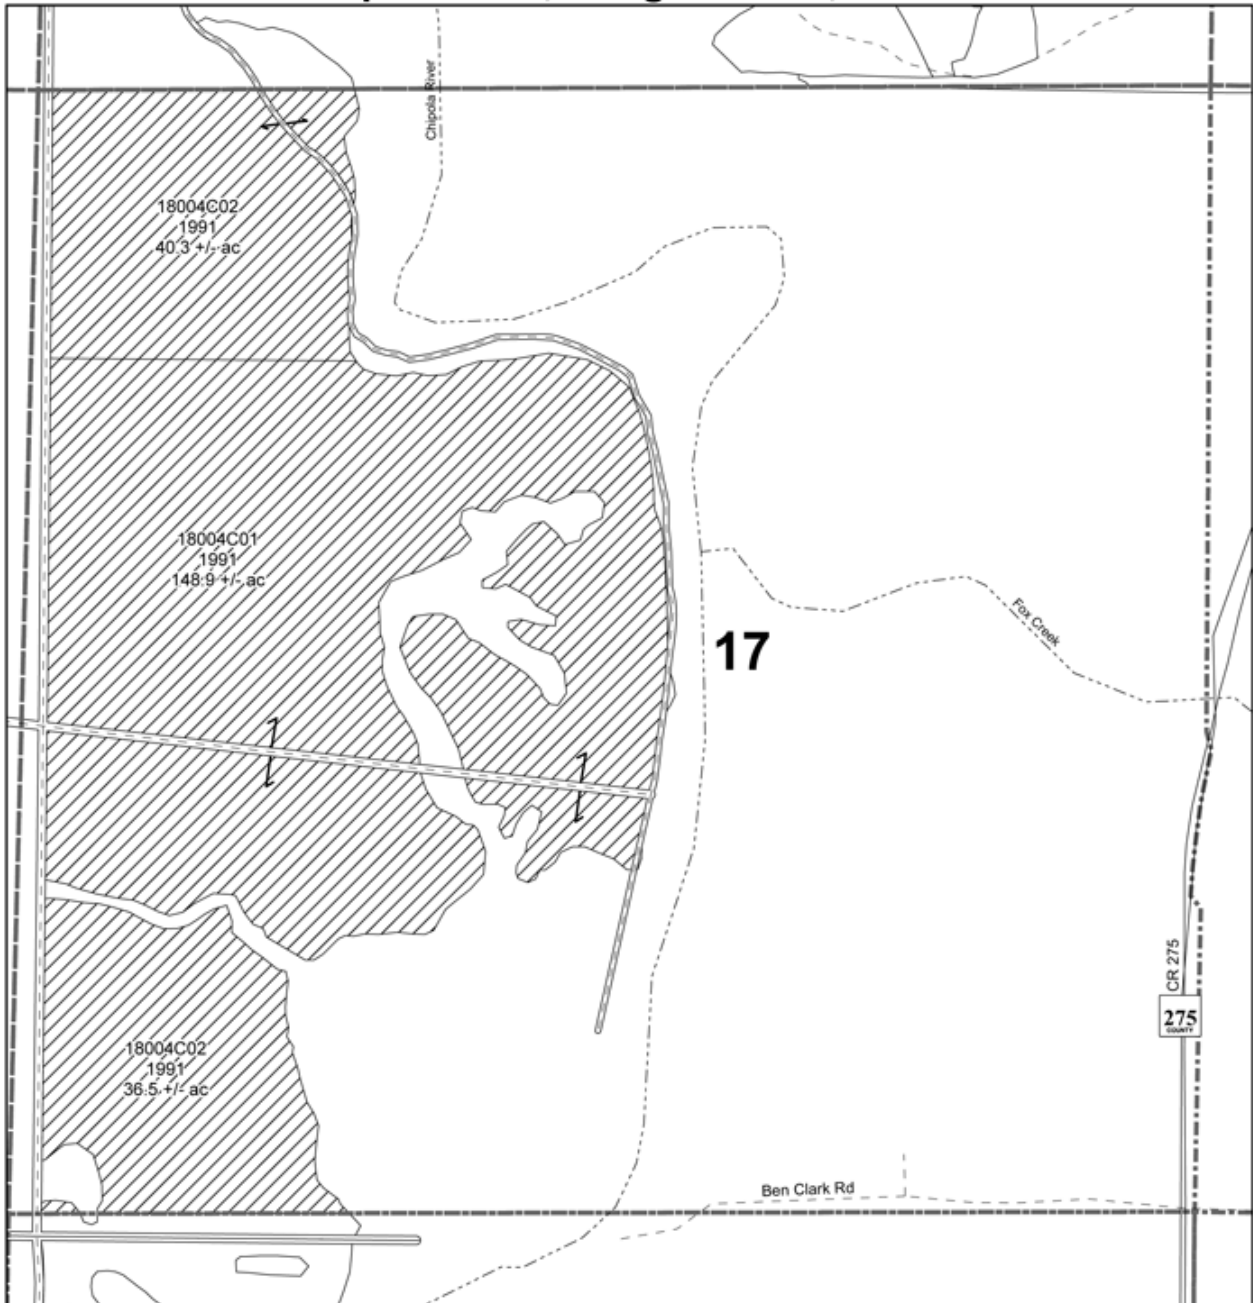 Chipola River
18004C02
1991
40.3 +/- ac
18004C01
1991
148.9 +/- ac
17
Fox Creek
CR 275
275
COUNTY
18004C02
1991
36.5 +/- ac
Ben Clark Rd